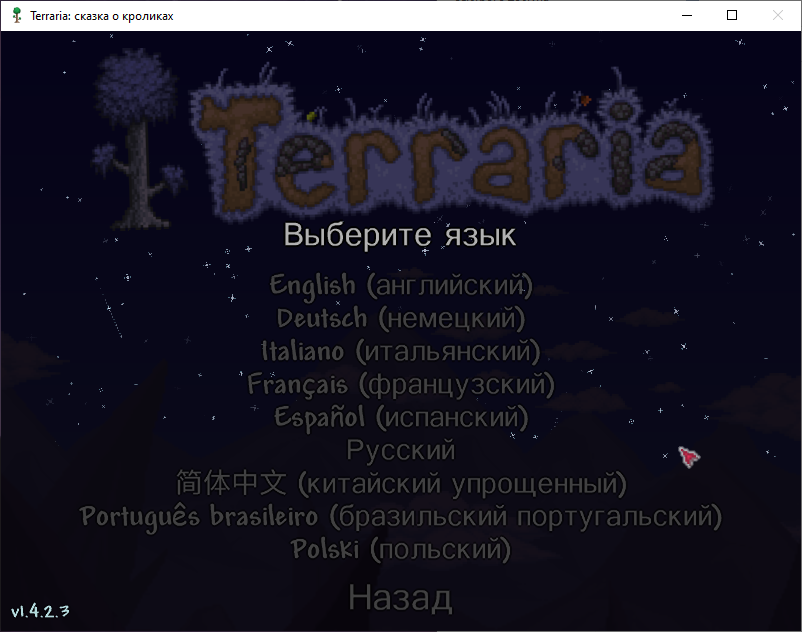 Terraria: сказка о кроликах
Terraria
Выберите язык
English (английский)
Deutsch (немецкий)
Italiano (итальянский)
Français (французский)
Español (испанский)
Русский
简体中文 (китайский упрощенный)
Português brasileiro (бразильский португальский)
Polski (польский)
Назад
v1.4.2.3